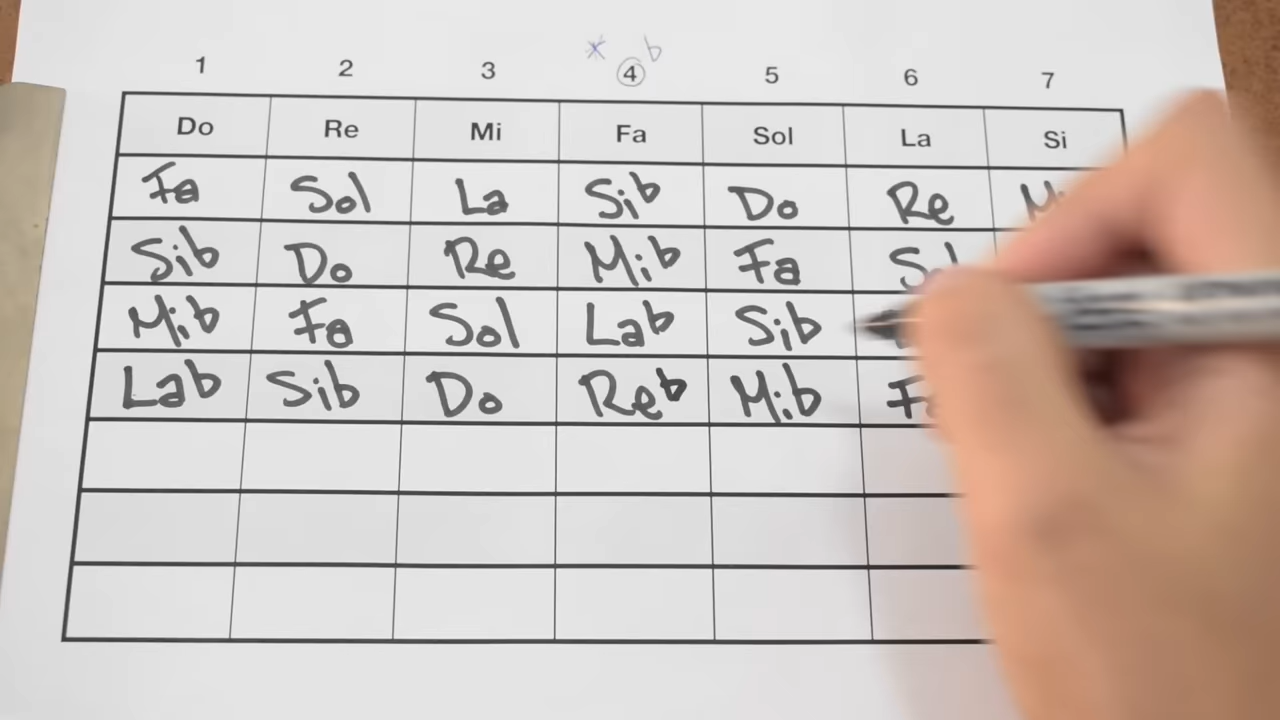 * b
1 2 3 4 5 6 7
Do Re Mi Fa Sol La Si
Fa Sol La Sib Do Re
Sib Do Re Mib Fa
Mib Fa Sol Lab Sib
Lab Sib Do Reb Mib